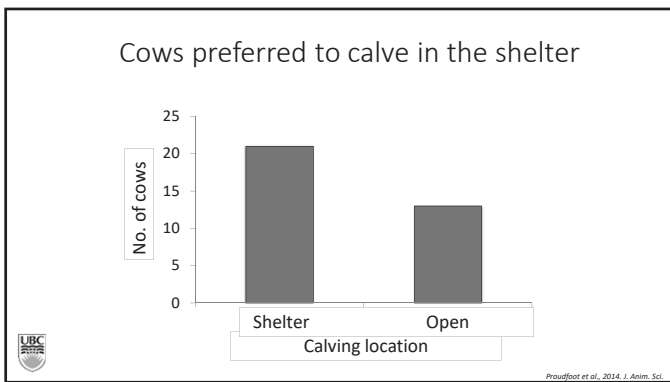 Cows preferred to calve in the shelter
25
20
15
10
5
0
No. of cows
Shelter Open
Calving location
UBC
Proudfoot et al., 2014. J. Anim. Sci.